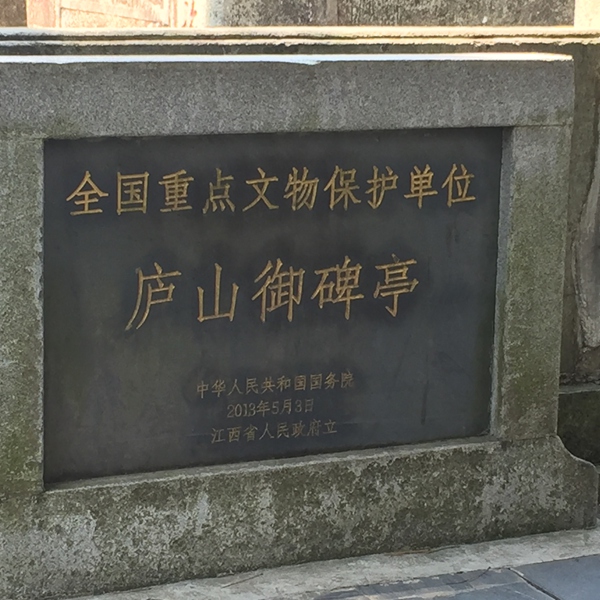 全国重点文物保护单位
庐山御碑亭
中华人民共和国国务院
2013年5月3日
江西省人民政府立